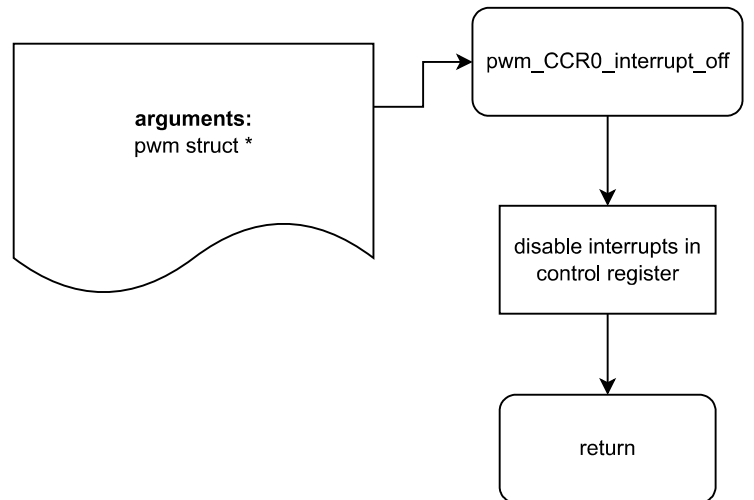 arguments:
pwm struct *
pwm_CCR0_interrupt_off
disable interrupts in
control register
return